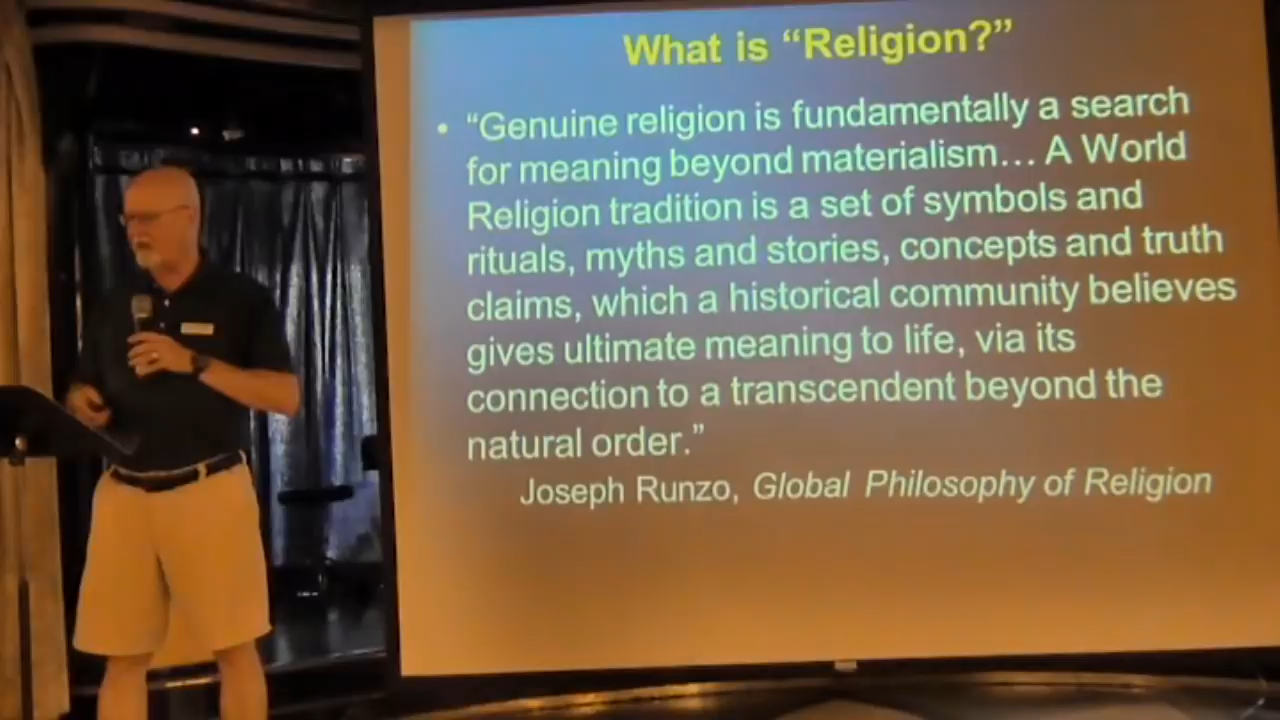 What is “Religion?”
• “Genuine religion is fundamentally a search
for meaning beyond materialism... A World
Religion tradition is a set of symbols and
rituals, myths and stories, concepts and truth
claims, which a historical community believes
gives ultimate meaning to life, via its
connection to a transcendent beyond the
natural order.”
Joseph Runzo, Global Philosophy of Religion